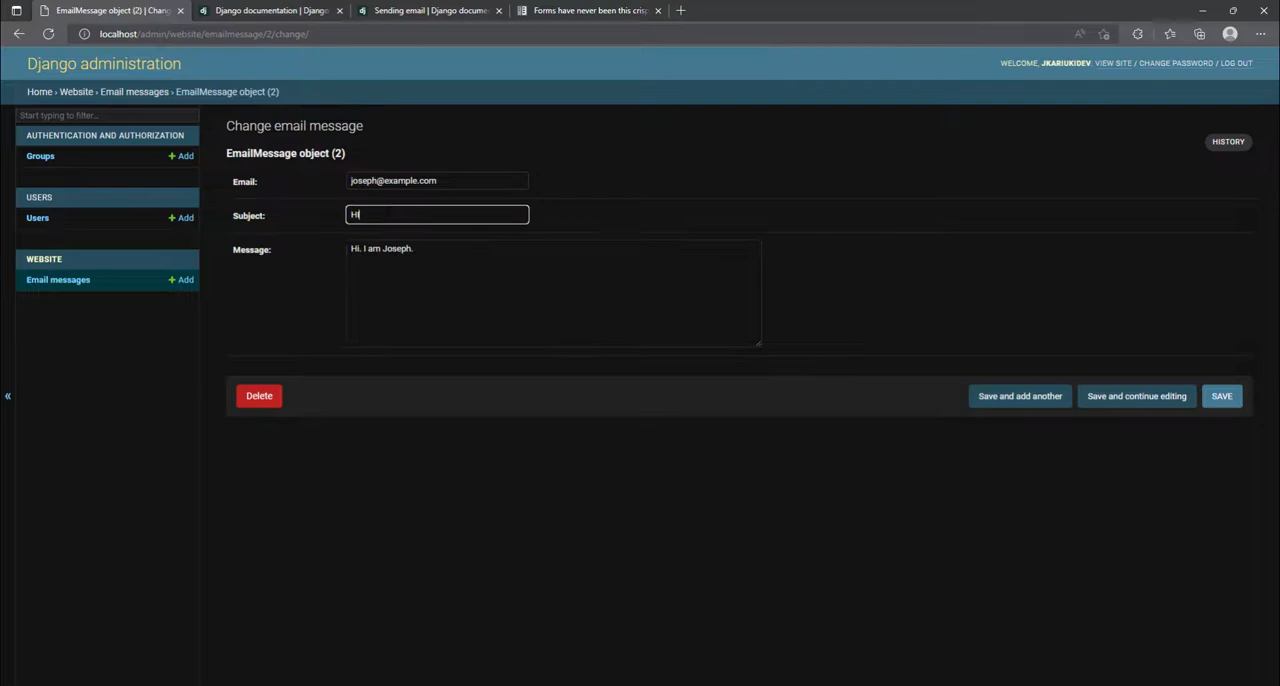 EmailMessage object (2) | Chang
Django documentation | Django
Sending email | Django docume
Forms have never been this crisp
localhost/admin/website/emailmessage/2/change/
Django administration
WELCOME, JKARIUKIDEV. VIEW SITE / CHANGE PASSWORD / LOG OUT
Home › Website › Email messages › EmailMessage object (2)
Start typing to filter...
AUTHENTICATION AND AUTHORIZATION
Groups + Add
USERS
Users + Add
WEBSITE
Email messages + Add
«
Change email message
HISTORY
EmailMessage object (2)
Email: joseph@example.com
Subject: HI
Message: Hi. I am Joseph.
Delete
Save and add another
Save and continue editing
SAVE